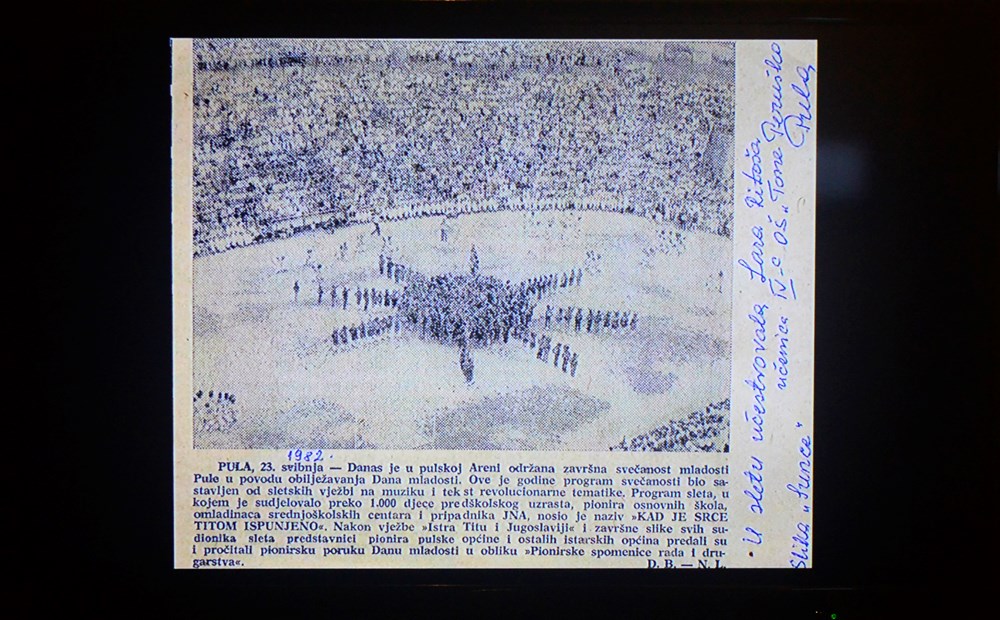 1982.
PULA, 23. svibnja — Danas je u pulskoj Areni održana završna svečanost mladosti
Pule u povodu obilježavanja Dana mladosti. Ove je godine program svečanosti bio sa-
stavljen od sletskih vježbi na muziku i tekst revolucionarne tematike. Program sleta, u
kojem je sudjelovalo preko 1.000 djece predškolskog uzrasta, pionira osnovnih škola,
omladinaca srednjoškolskih centara i pripadnika JNA, nosio je naziv »KAD JE SRCE
TITOM ISPUNJENO«. Nakon vježbe »Istra Titu i Jugoslaviji« i završne slike svih su-
dionika sleta predstavnici pionira pulske općine i ostalih istarskih općina predali su
i pročitali pionirsku poruku Danu mladosti u obliku »Pionirske spomenice rada i dru-
garstva«.
D. B. — N. L.
U sletu učestvovala Lara Ritoša
učenica IV-c OŠ „Tone Peruško
Pula
Slika „Sunce"